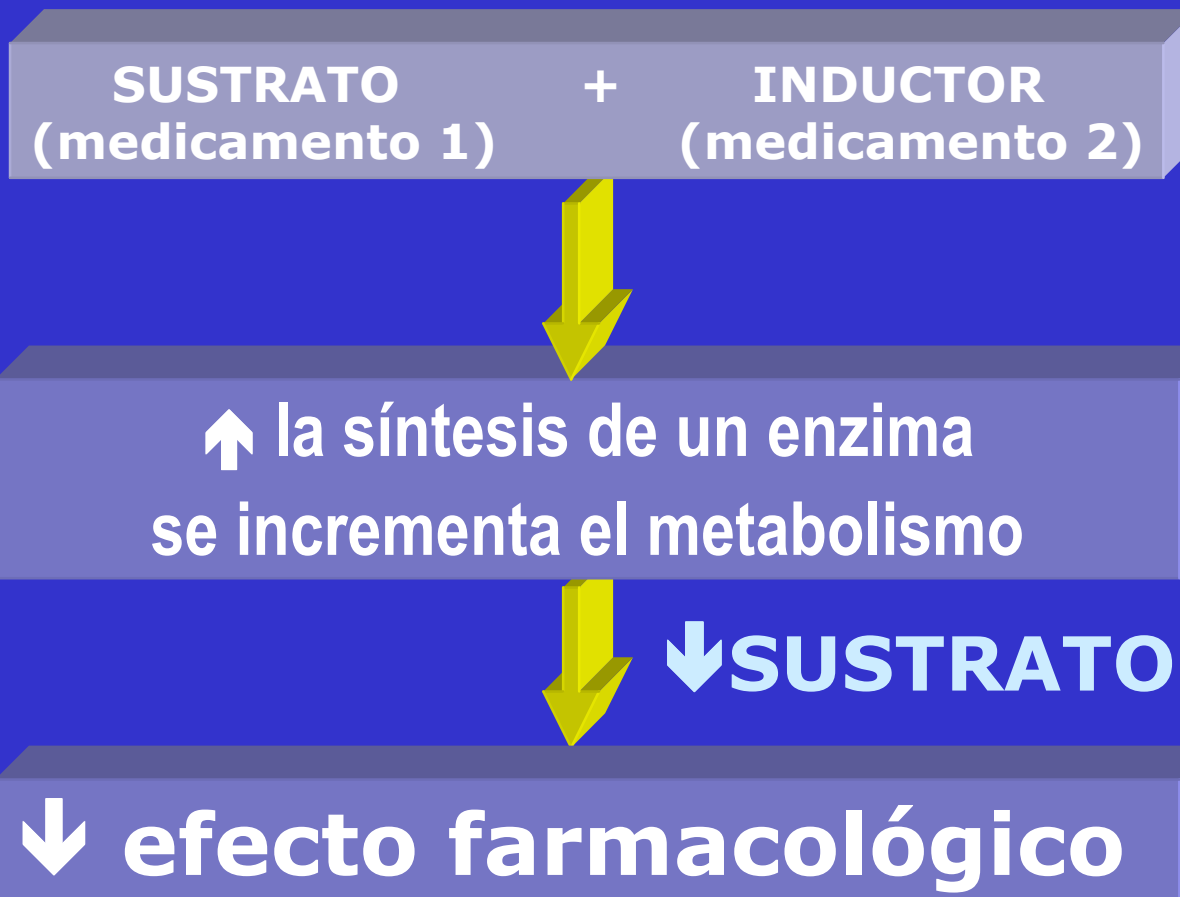 SUSTRATO + INDUCTOR
(medicamento 1) (medicamento 2)
↑ la síntesis de un enzima
se incrementa el metabolismo
↓SUSTRATO
↓ efecto farmacológico